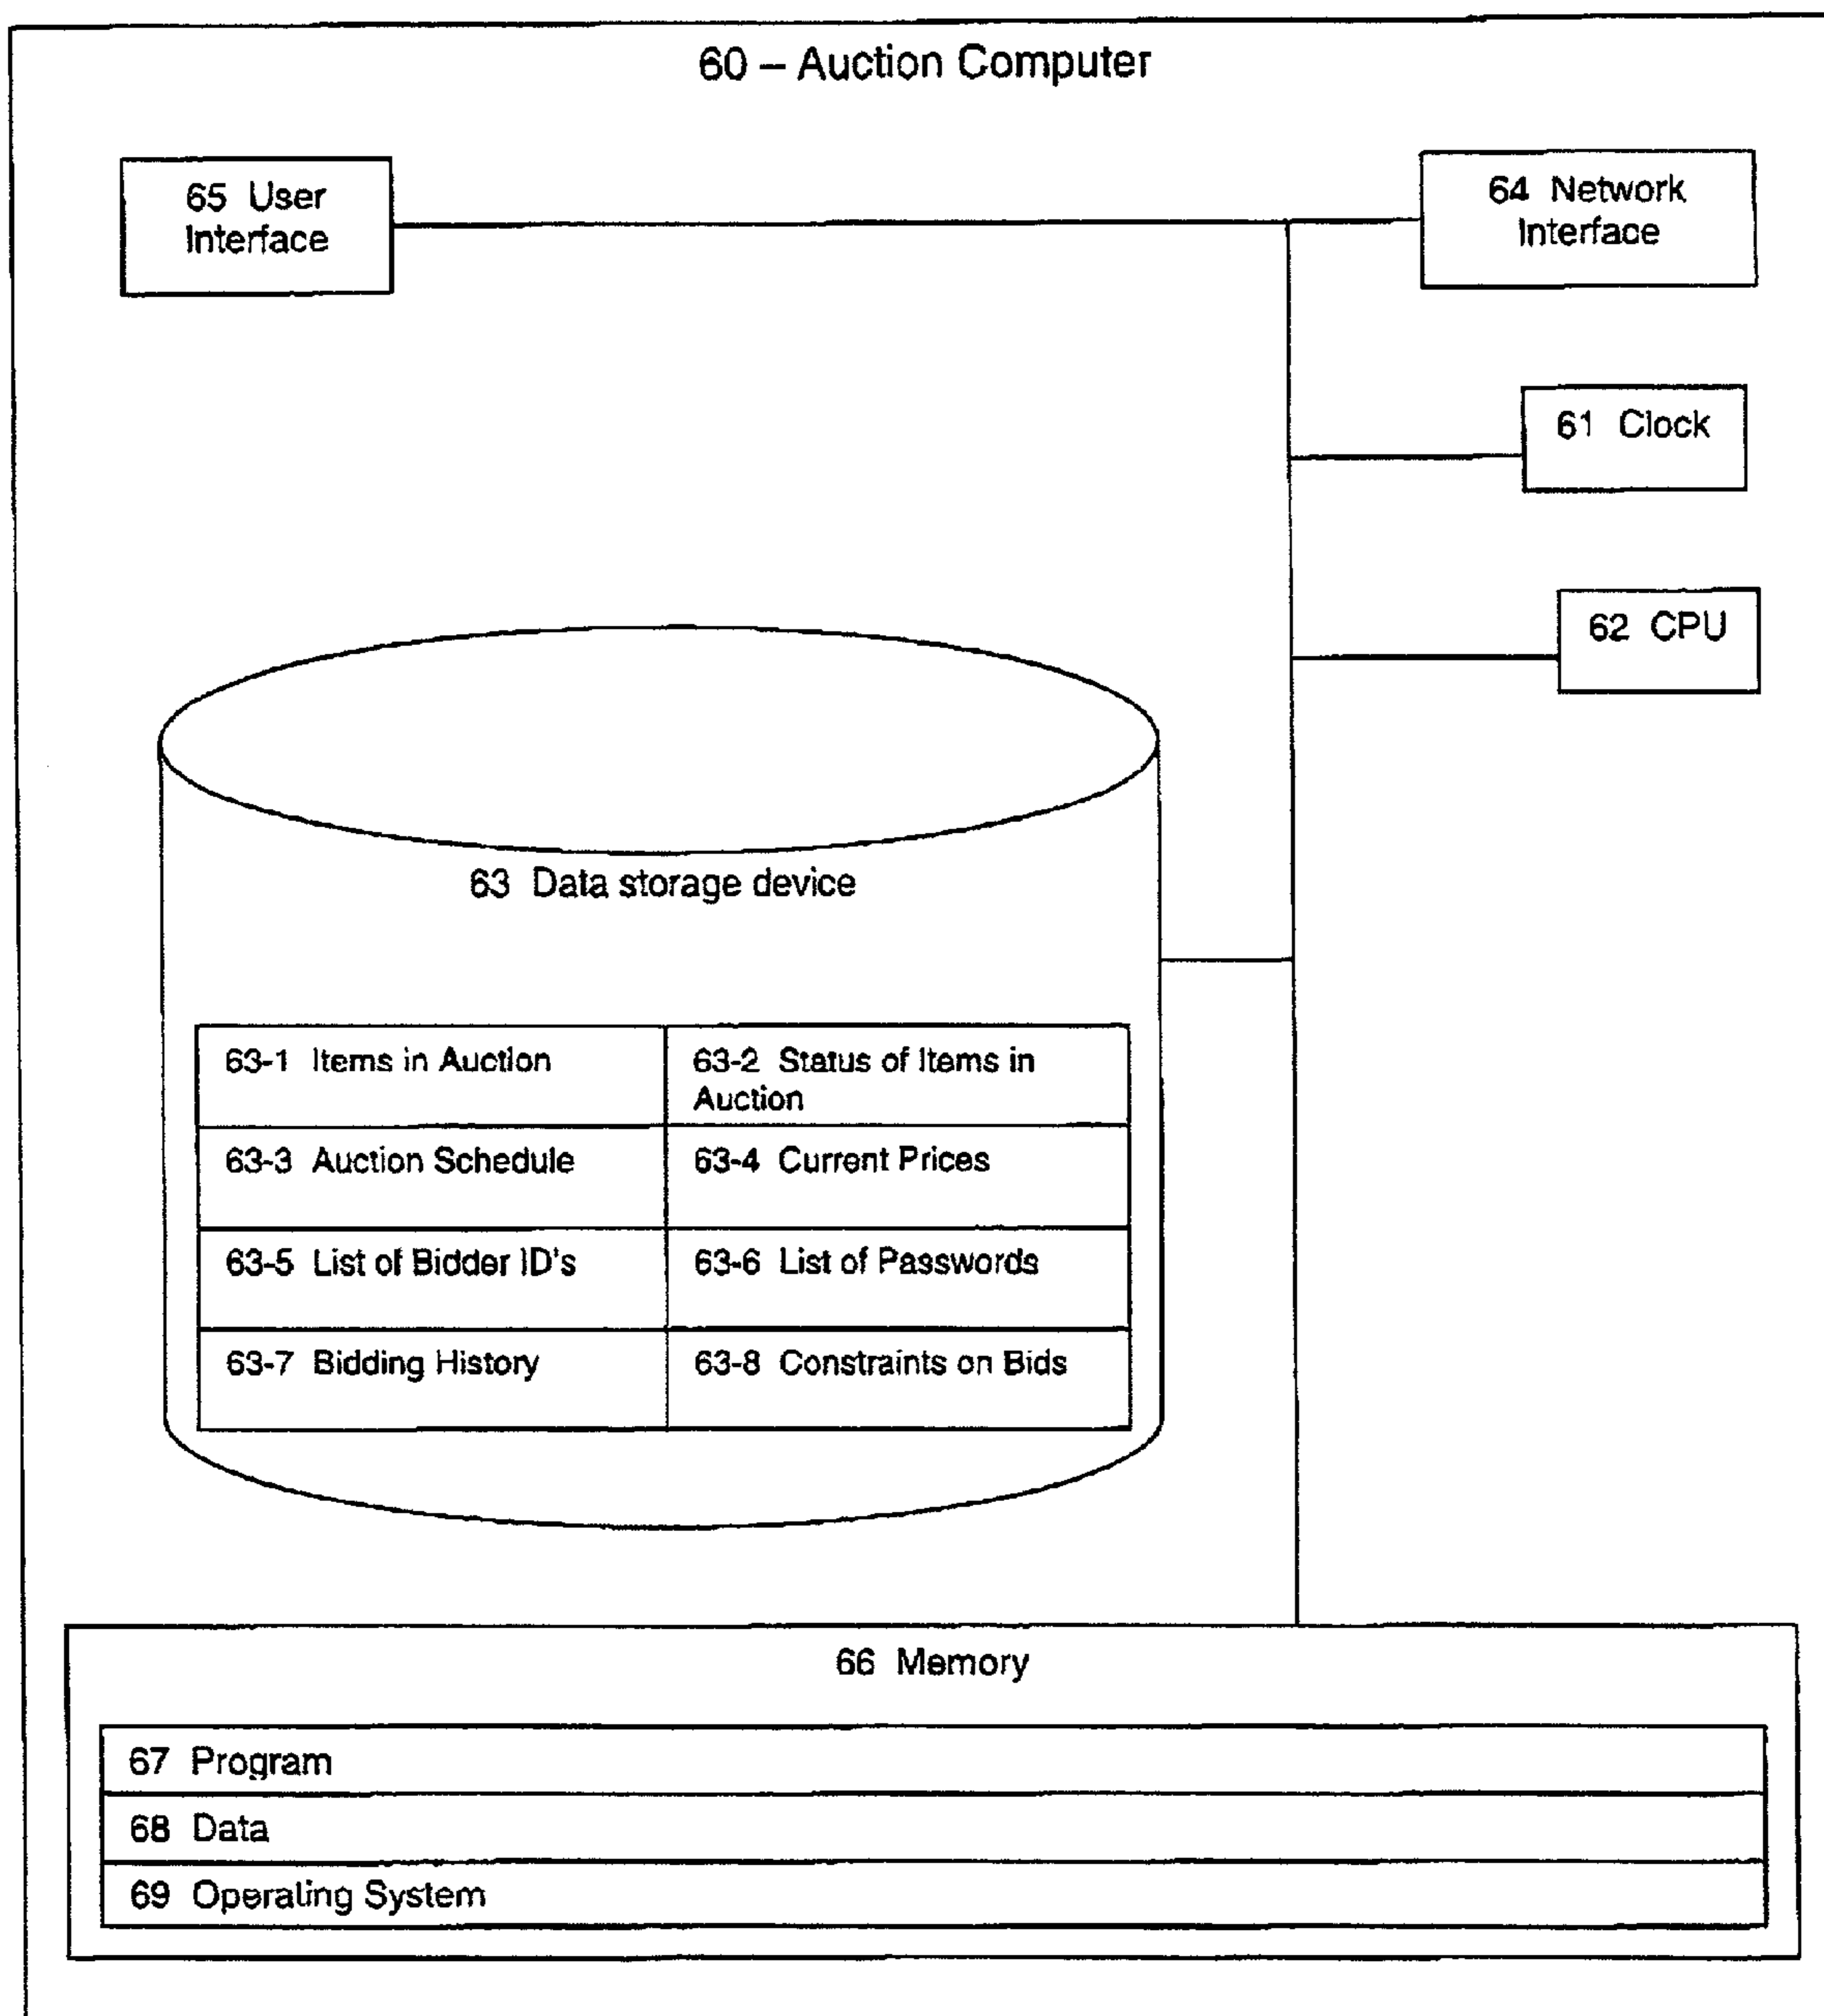 60 – Auction Computer
65 User
Interface
64 Network
Interface
61 Clock
62 CPU
63 Data storage device
63-1 Items in Auction
63-2 Status of Items in
Auction
63-3 Auction Schedule
63-4 Current Prices
63-5 List of Bidder ID's
63-6 List of Passwords
63-7 Bidding History
63-8 Constraints on Bids
66 Memory
67 Program
68 Data
69 Operating System